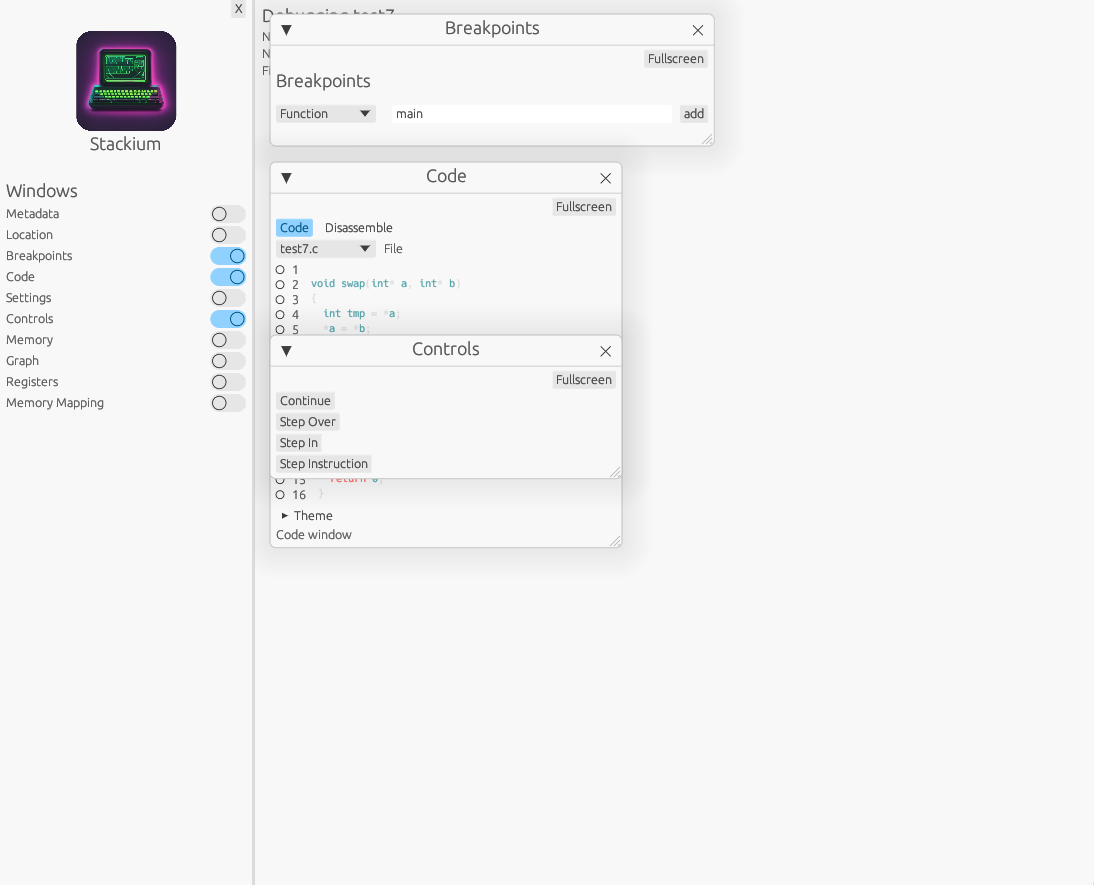 X
Stackium
Windows
Metadata
Location
Breakpoints
Code
Settings
Controls
Memory
Graph
Registers
Memory Mapping
Debugging test7
Breakpoints
Fullscreen
Breakpoints
Function main add
Code
Fullscreen
Code Disassemble
test7.c File
1
2 void swap(int* a, int* b)
3 {
4 int tmp = *a;
5 *a = *b;
Controls
Fullscreen
Continue
Step Over
Step In
Step Instruction
15 return 0;
16 }
Theme
Code window